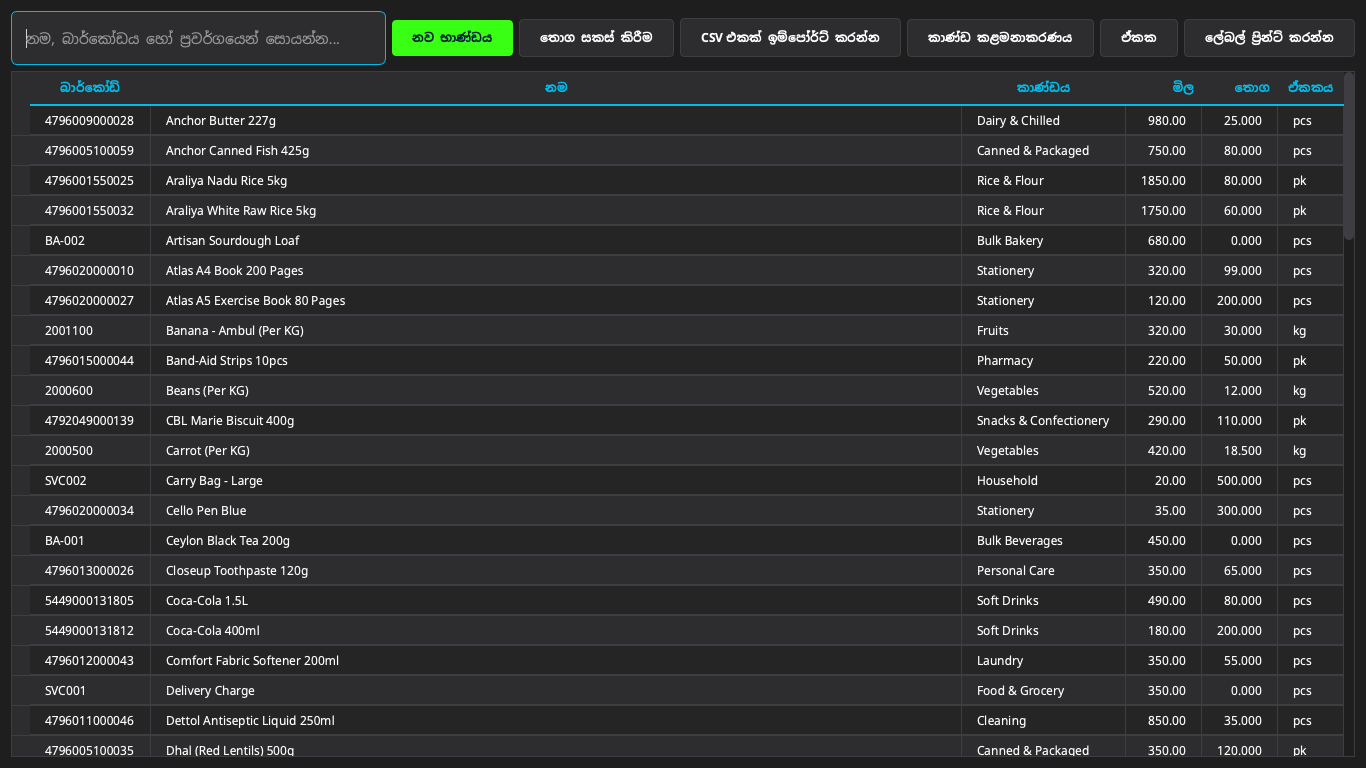 නම, බාර්කෝඩය හෝ ප්‍රවර්ගයෙන් සොයන්න...
නව භාණ්ඩය
තොග සකස් කිරීම
CSV එකක් ඉම්පෝර්ට් කරන්න
කාණ්ඩ කළමනාකරණය
ඒකක
ලේබල් ප්‍රින්ට් කරන්න
බාර්කෝඩ් නම කාණ්ඩය මිල තොග ඒකකය
4796009000028 Anchor Butter 227g Dairy & Chilled 980.00 25.000 pcs
4796005100059 Anchor Canned Fish 425g Canned & Packaged 750.00 80.000 pcs
4796001550025 Araliya Nadu Rice 5kg Rice & Flour 1850.00 80.000 pk
4796001550032 Araliya White Raw Rice 5kg Rice & Flour 1750.00 60.000 pk
BA-002 Artisan Sourdough Loaf Bulk Bakery 680.00 0.000 pcs
4796020000010 Atlas A4 Book 200 Pages Stationery 320.00 99.000 pcs
4796020000027 Atlas A5 Exercise Book 80 Pages Stationery 120.00 200.000 pcs
2001100 Banana - Ambul (Per KG) Fruits 320.00 30.000 kg
4796015000044 Band-Aid Strips 10pcs Pharmacy 220.00 50.000 pk
2000600 Beans (Per KG) Vegetables 520.00 12.000 kg
4792049000139 CBL Marie Biscuit 400g Snacks & Confectionery 290.00 110.000 pk
2000500 Carrot (Per KG) Vegetables 420.00 18.500 kg
SVC002 Carry Bag - Large Household 20.00 500.000 pcs
4796020000034 Cello Pen Blue Stationery 35.00 300.000 pcs
BA-001 Ceylon Black Tea 200g Bulk Beverages 450.00 0.000 pcs
4796013000026 Closeup Toothpaste 120g Personal Care 350.00 65.000 pcs
5449000131805 Coca-Cola 1.5L Soft Drinks 490.00 80.000 pcs
5449000131812 Coca-Cola 400ml Soft Drinks 180.00 200.000 pcs
4796012000043 Comfort Fabric Softener 200ml Laundry 350.00 55.000 pcs
SVC001 Delivery Charge Food & Grocery 350.00 0.000 pcs
4796011000046 Dettol Antiseptic Liquid 250ml Cleaning 850.00 35.000 pcs
4796005100035 Dhal (Red Lentils) 500g Canned & Packaged 350.00 120.000 pk